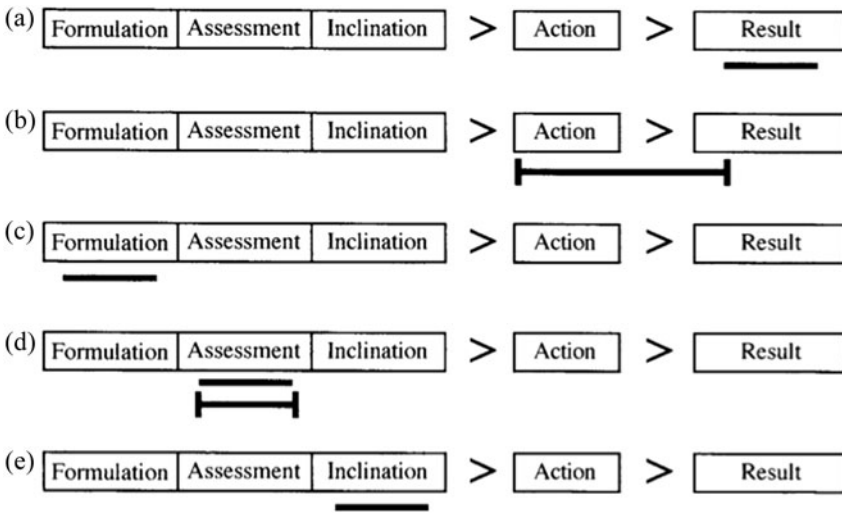 (a) Formulation Assessment Inclination > Action > Result
(b) Formulation Assessment Inclination > Action > Result
(c) Formulation Assessment Inclination > Action > Result
(d) Formulation Assessment Inclination > Action > Result
(e) Formulation Assessment Inclination > Action > Result